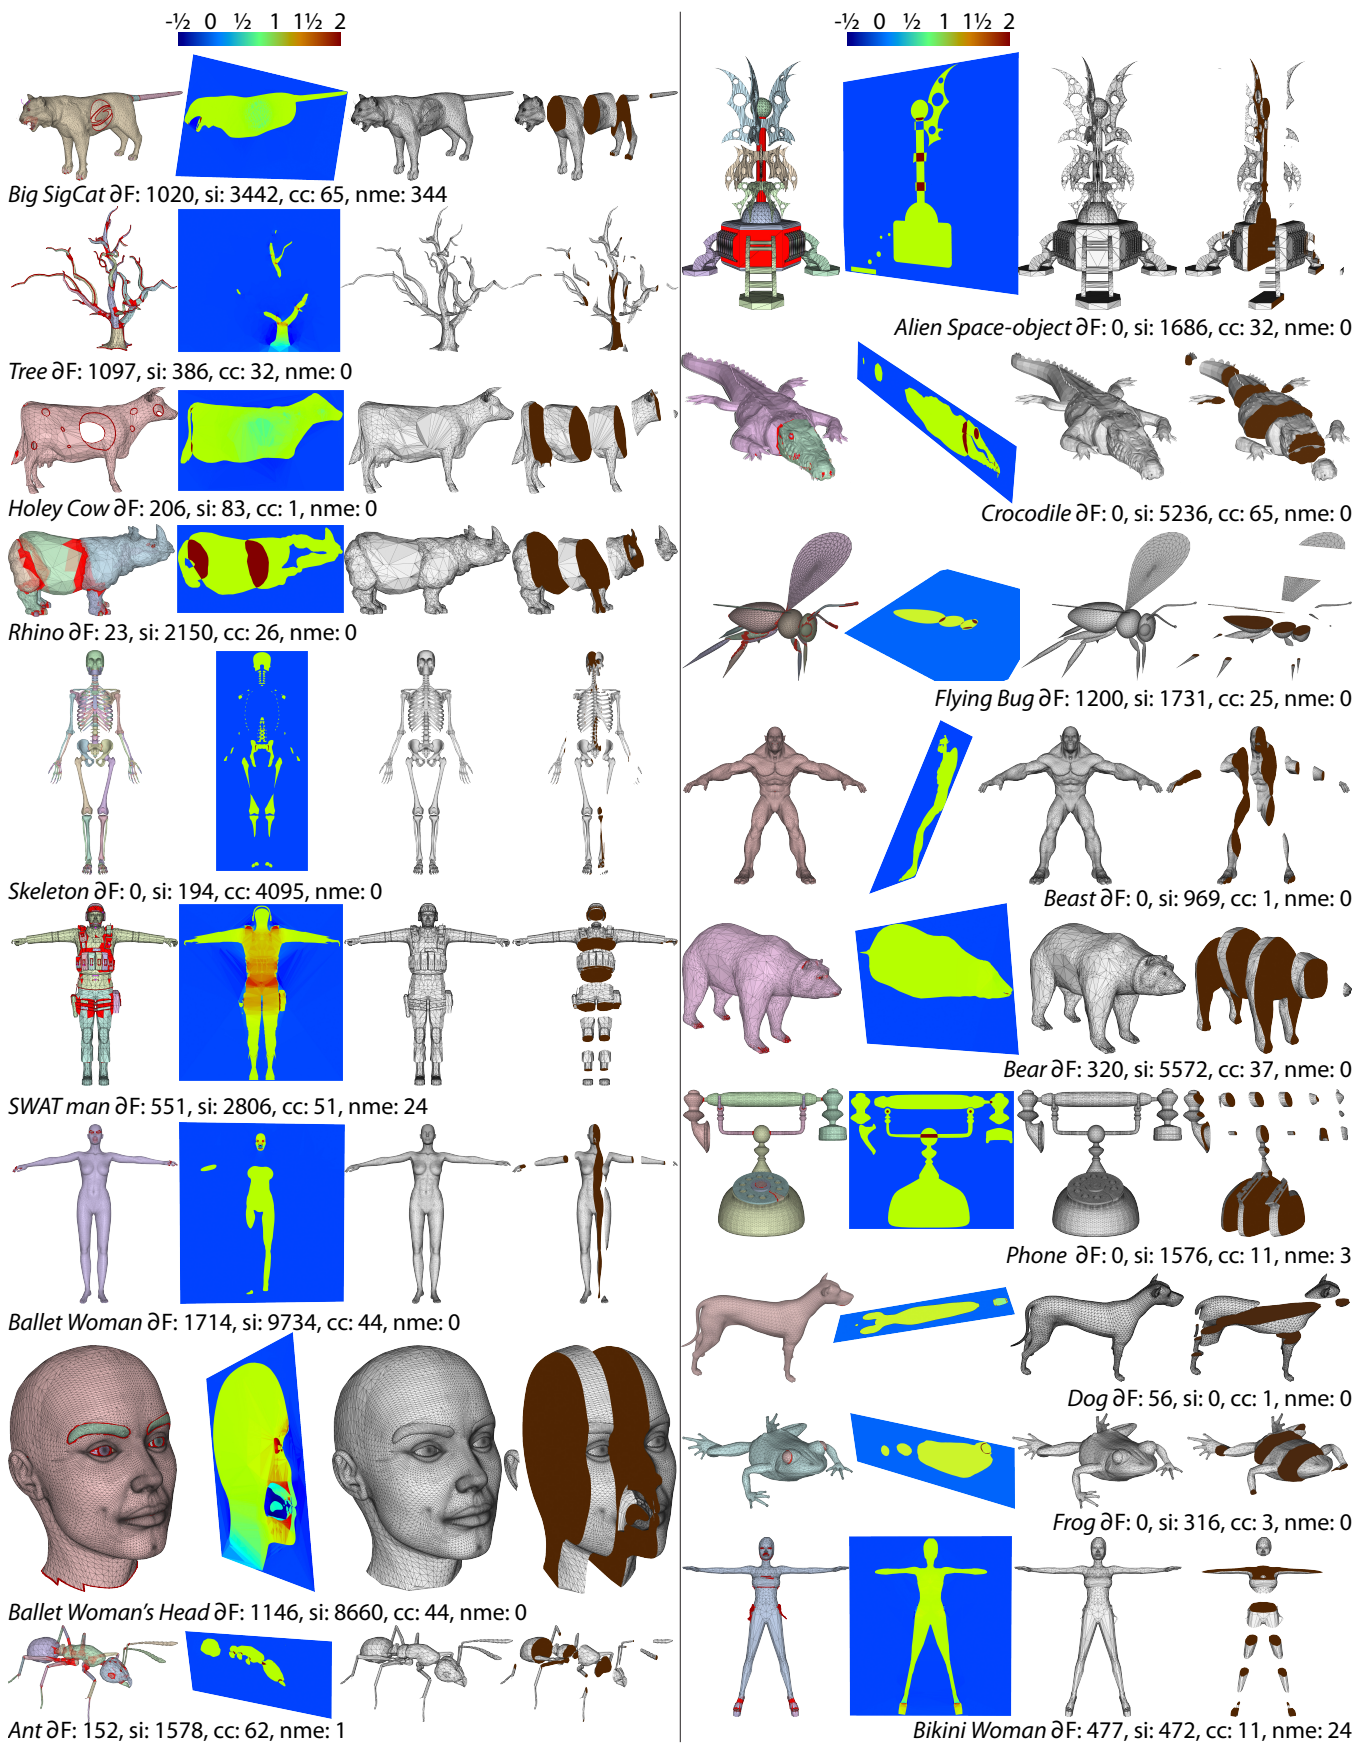 -½ 0 ½ 1 1½ 2
Big SigCat ∂F: 1020, si: 3442, cc: 65, nme: 344
Tree ∂F: 1097, si: 386, cc: 32, nme: 0
Holey Cow ∂F: 206, si: 83, cc: 1, nme: 0
Rhino ∂F: 23, si: 2150, cc: 26, nme: 0
Skeleton ∂F: 0, si: 194, cc: 4095, nme: 0
SWAT man ∂F: 551, si: 2806, cc: 51, nme: 24
Ballet Woman ∂F: 1714, si: 9734, cc: 44, nme: 0
Ballet Woman's Head ∂F: 1146, si: 8660, cc: 44, nme: 0
Ant ∂F: 152, si: 1578, cc: 62, nme: 1
-½ 0 ½ 1 1½ 2
Alien Space-object ∂F: 0, si: 1686, cc: 32, nme: 0
Crocodile ∂F: 0, si: 5236, cc: 65, nme: 0
Flying Bug ∂F: 1200, si: 1731, cc: 25, nme: 0
Beast ∂F: 0, si: 969, cc: 1, nme: 0
Bear ∂F: 320, si: 5572, cc: 37, nme: 0
Phone ∂F: 0, si: 1576, cc: 11, nme: 3
Dog ∂F: 56, si: 0, cc: 1, nme: 0
Frog ∂F: 0, si: 316, cc: 3, nme: 0
Bikini Woman ∂F: 477, si: 472, cc: 11, nme: 24